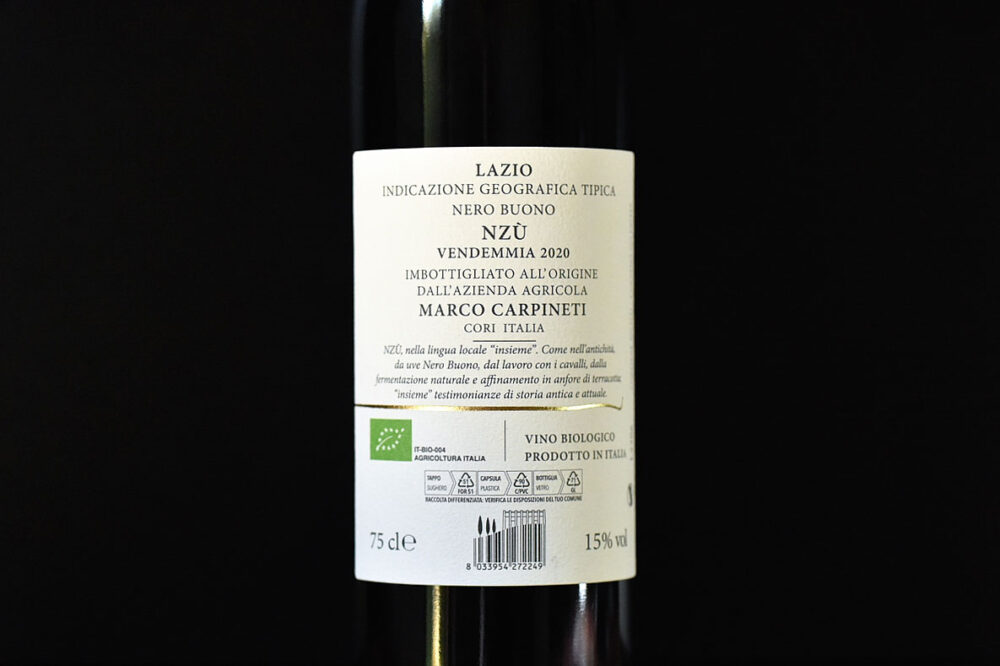 LAZIO
INDICAZIONE GEOGRAFICA TIPICA
NERO BUONO
NZÙ
VENDEMMIA 2020
IMBOTTIGLIATO ALL'ORIGINE
DALL'AZIENDA AGRICOLA
MARCO CARPINETI
CORI ITALIA
NZÙ, nella lingua locale "insieme". Come nell'antichità,
da uve Nero Buono, dal lavoro con i cavalli, dalla
fermentazione naturale e affinamento in anfore di terracotta:
"insieme" testimonianze di storia antica e attuale.
IT-BIO-004
AGRICOLTURA ITALIA
VINO BIOLOGICO
PRODOTTO IN ITALIA
TAPPO
SUGHERO
51
FOR 51
CAPSULA
PLASTICA
90
C/PVC
BOTTIGLIA
VETRO
71
GL
RACCOLTA DIFFERENZIATA: VERIFICA LE DISPOSIZIONI DEL TUO COMUNE
75 cl e
8 033954 272249
15% vol